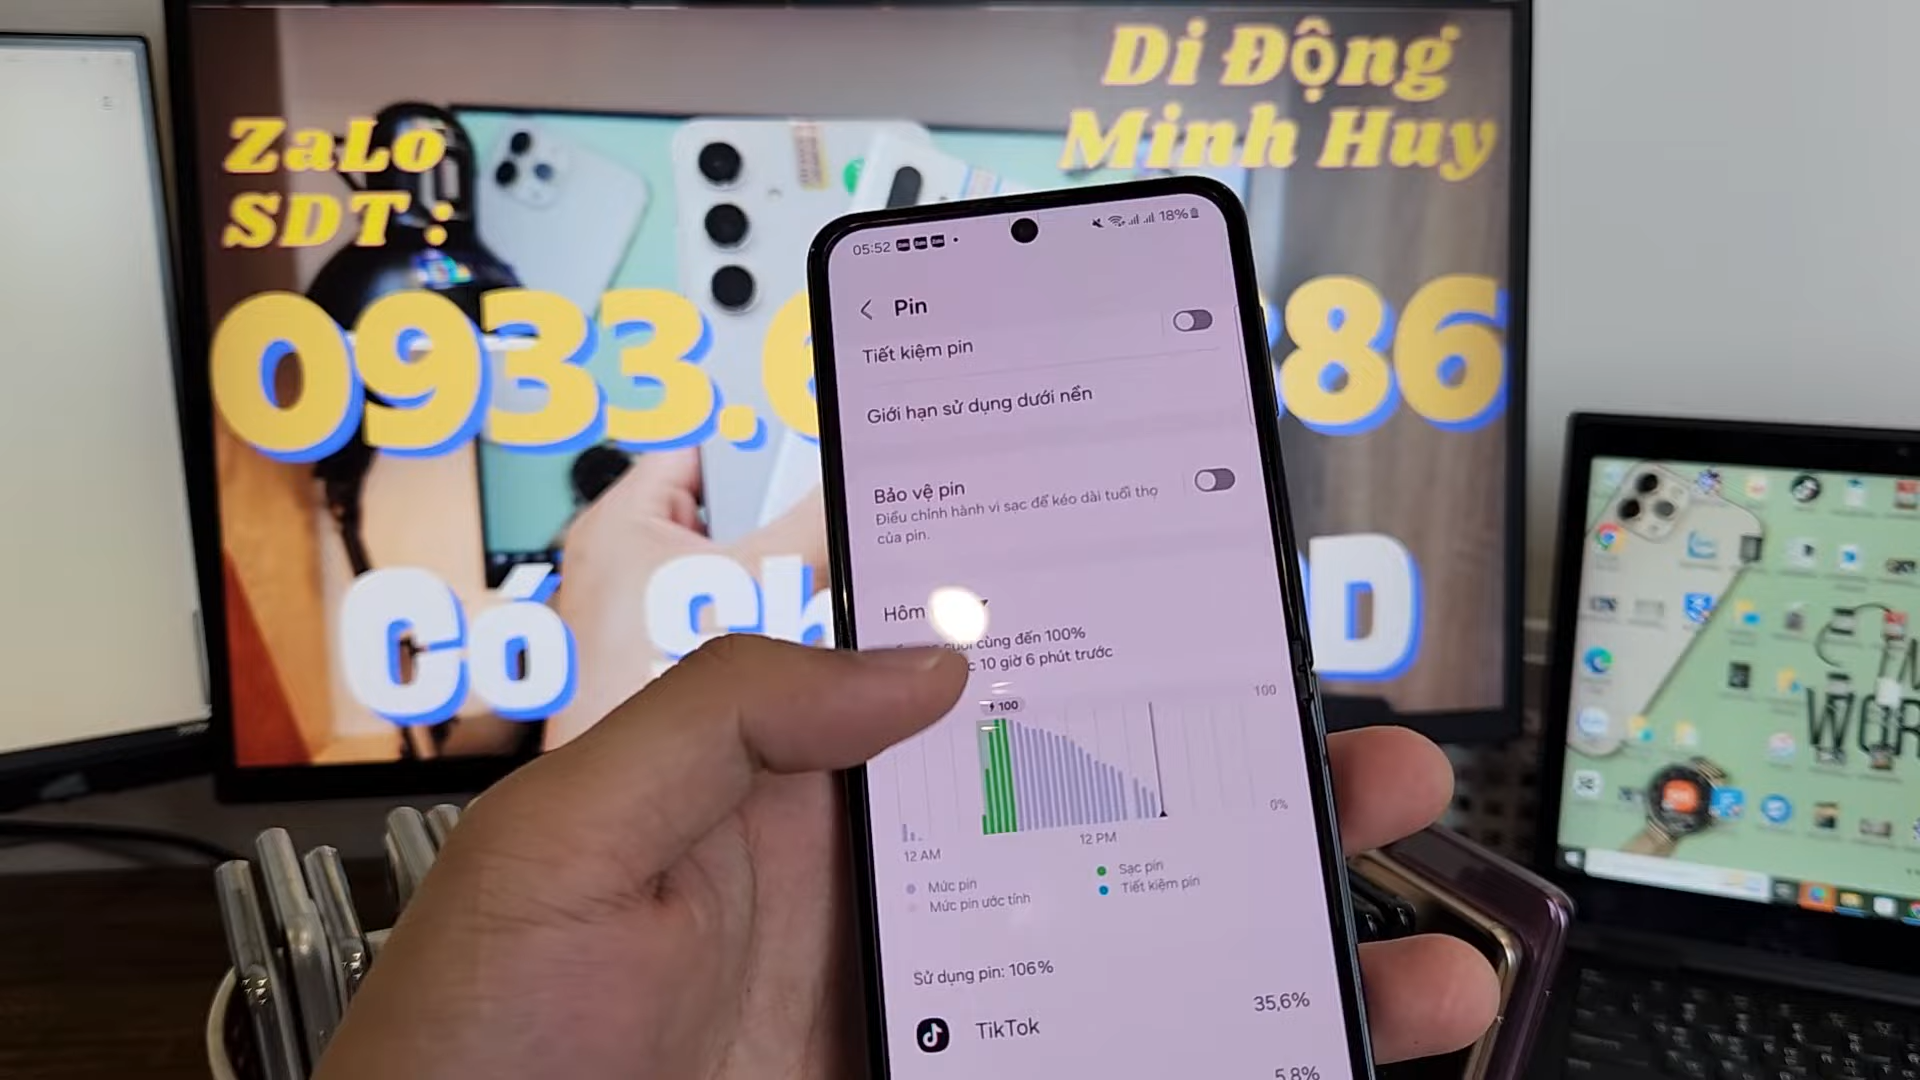 Di Động
Minh Huy
ZaLo
SDT :
0933.
86
Có Sh
D
05:52
18%
Pin
Tiết kiệm pin
Giới hạn sử dụng dưới nền
Bảo vệ pin
Điều chỉnh hành vi sạc để kéo dài tuổi thọ
của pin.
Hôm
cùng đến 100%
10 giờ 6 phút trước
100
100
0%
12 AM
12 PM
Mức pin
Sạc pin
Mức pin ước tính
Tiết kiệm pin
Sử dụng pin: 106%
TikTok
35,6%
5,8%
WOR